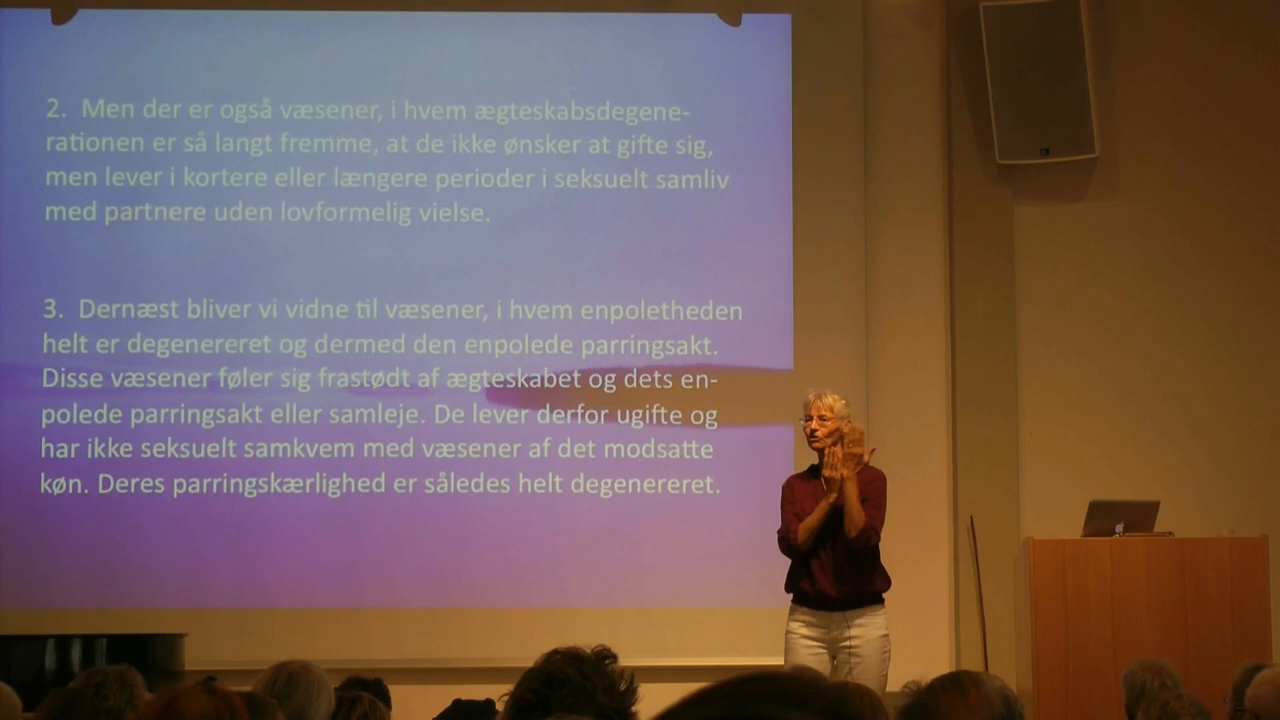 2. Men der er også væsener, i hvem ægteskabsdegene-
rationen er så langt fremme, at de ikke ønsker at gifte sig,
men lever i kortere eller længere perioder i seksuelt samliv
med partnere uden lovformelig vielse.
3. Dernæst bliver vi vidne til væsener, i hvem enpoletheden
helt er degenereret og dermed den enpolede parringsakt.
Disse væsener føler sig frastødt af ægteskabet og dets en-
polede parringsakt eller samleje. De lever derfor ugifte og
har ikke seksuelt samkvem med væsener af det modsatte
køn. Deres parringskærlighed er således helt degenereret.